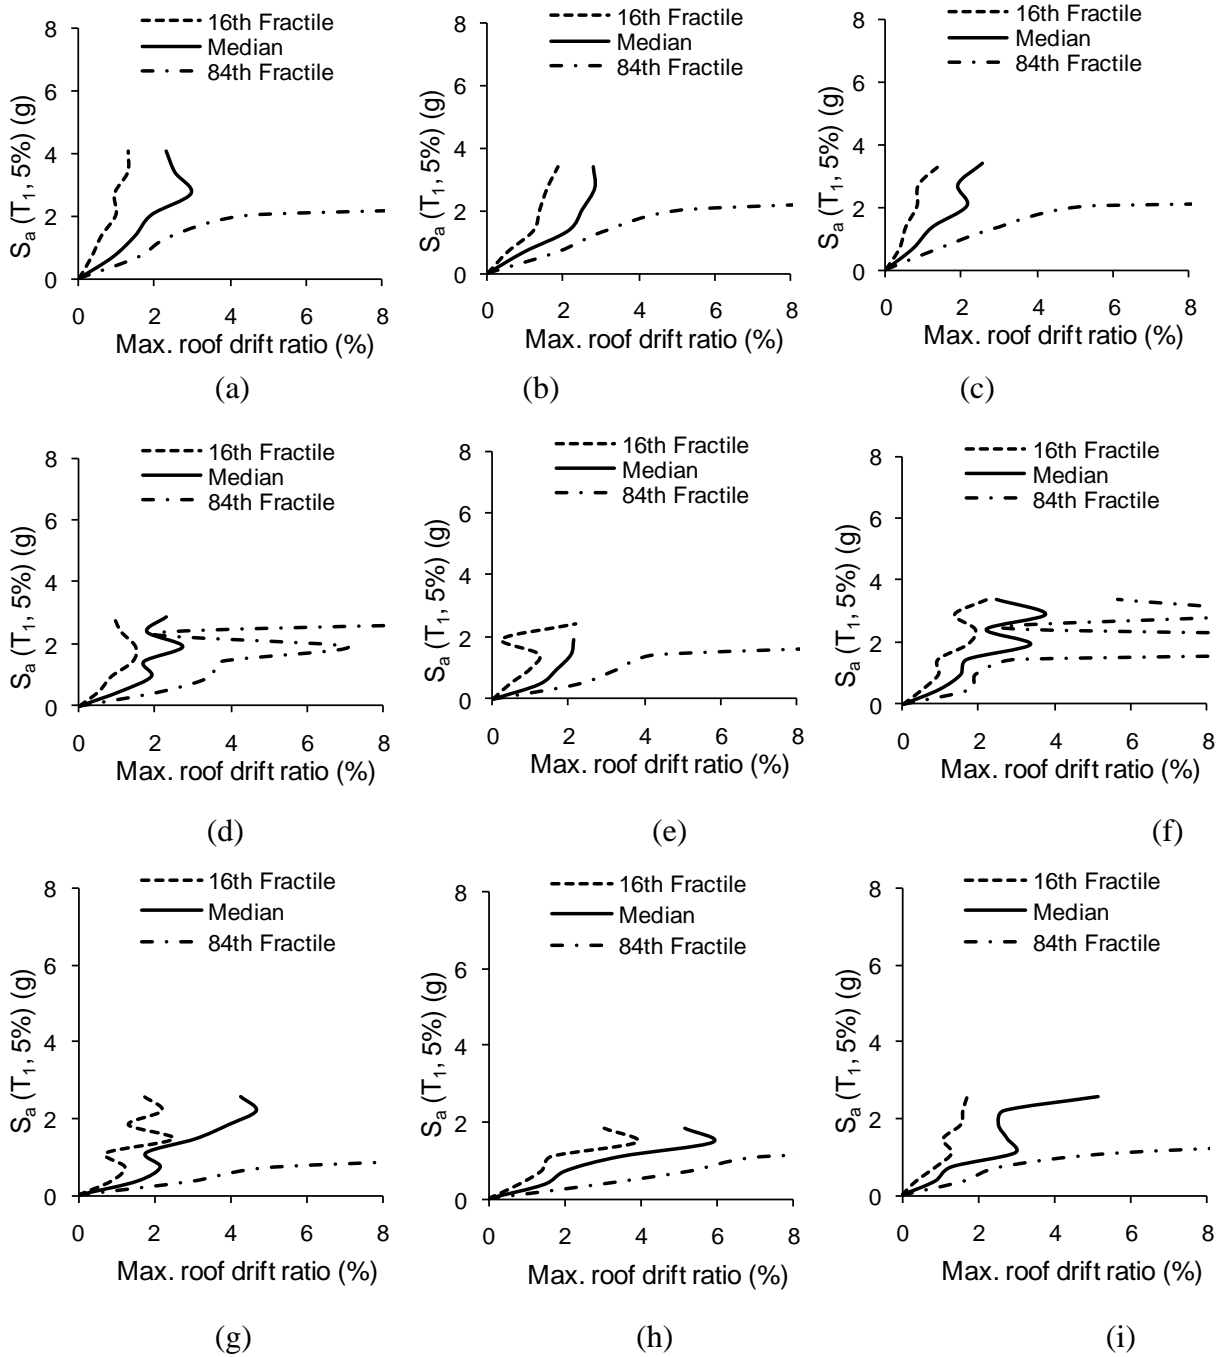 16th Fractile
Median
84th Fractile
8
6
4
2
0
Sa (T1, 5%) (g)
0 2 4 6 8
Max. roof drift ratio (%)
(a)
16th Fractile
Median
84th Fractile
8
6
4
2
0
Sa (T1, 5%) (g)
0 2 4 6 8
Max. roof drift ratio (%)
(b)
16th Fractile
Median
84th Fractile
8
6
4
2
0
Sa (T1, 5%) (g)
0 2 4 6 8
Max. roof drift ratio (%)
(c)
16th Fractile
Median
84th Fractile
8
6
4
2
0
Sa (T1, 5%) (g)
0 2 4 6 8
Max. roof drift ratio (%)
(d)
16th Fractile
Median
84th Fractile
8
6
4
2
0
Sa (T1, 5%) (g)
0 2 4 6 8
Max. roof drift ratio (%)
(e)
16th Fractile
Median
84th Fractile
8
6
4
2
0
Sa (T1, 5%) (g)
0 2 4 6 8
Max. roof drift ratio (%)
(f)
16th Fractile
Median
84th Fractile
8
6
4
2
0
Sa (T1, 5%) (g)
0 2 4 6 8
Max. roof drift ratio (%)
(g)
16th Fractile
Median
84th Fractile
8
6
4
2
0
Sa (T1, 5%) (g)
0 2 4 6 8
Max. roof drift ratio (%)
(h)
16th Fractile
Median
84th Fractile
8
6
4
2
0
Sa (T1, 5%) (g)
0 2 4 6 8
Max. roof drift ratio (%)
(i)